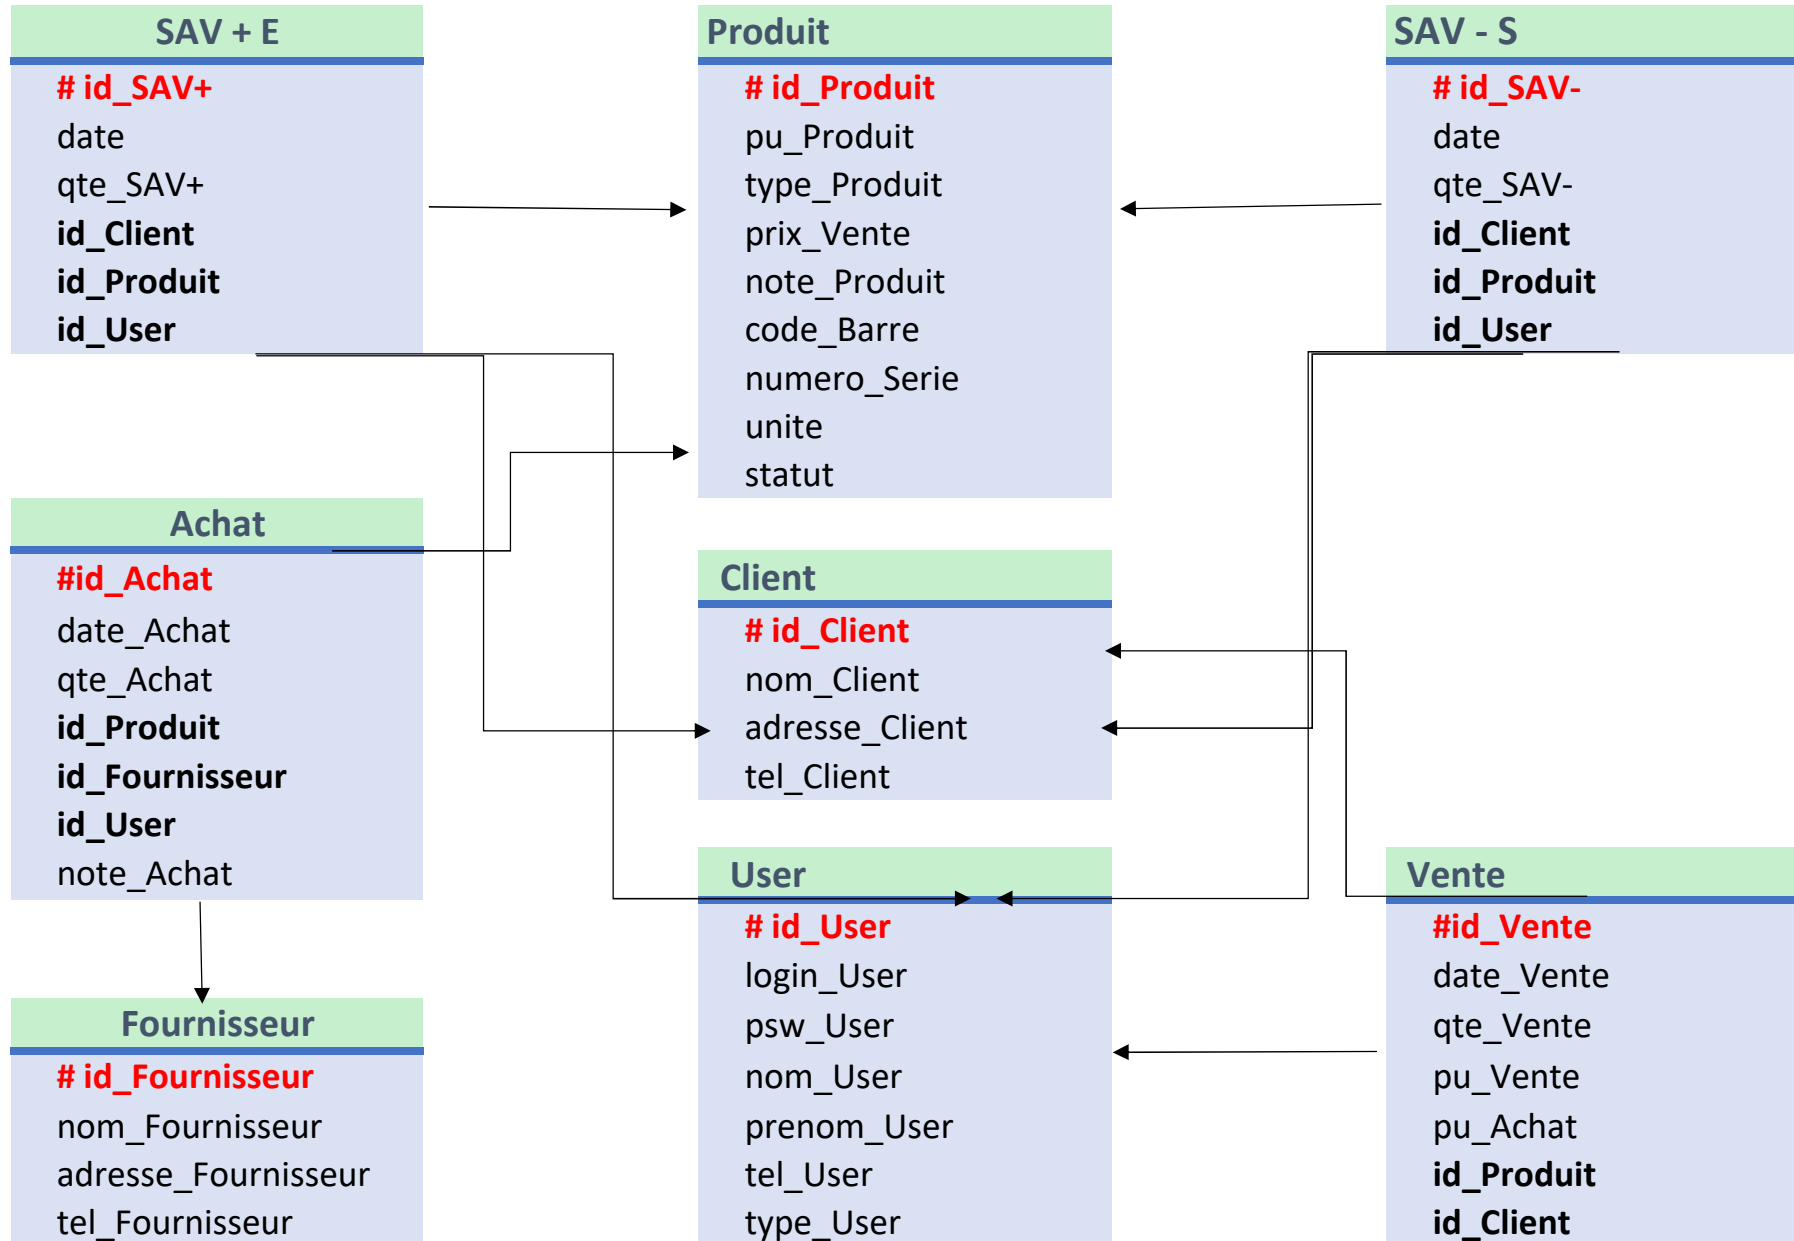 SAV + E
# id_SAV+
date
qte_SAV+
id_Client
id_Produit
id_User
Produit
# id_Produit
pu_Produit
type_Produit
prix_Vente
note_Produit
code_Barre
numero_Serie
unite
statut
SAV - S
# id_SAV-
date
qte_SAV-
id_Client
id_Produit
id_User
Achat
#id_Achat
date_Achat
qte_Achat
id_Produit
id_Fournisseur
id_User
note_Achat
Client
# id_Client
nom_Client
adresse_Client
tel_Client
Fournisseur
# id_Fournisseur
nom_Fournisseur
adresse_Fournisseur
tel_Fournisseur
User
# id_User
login_User
psw_User
nom_User
prenom_User
tel_User
type_User
Vente
#id_Vente
date_Vente
qte_Vente
pu_Vente
pu_Achat
id_Produit
id_Client